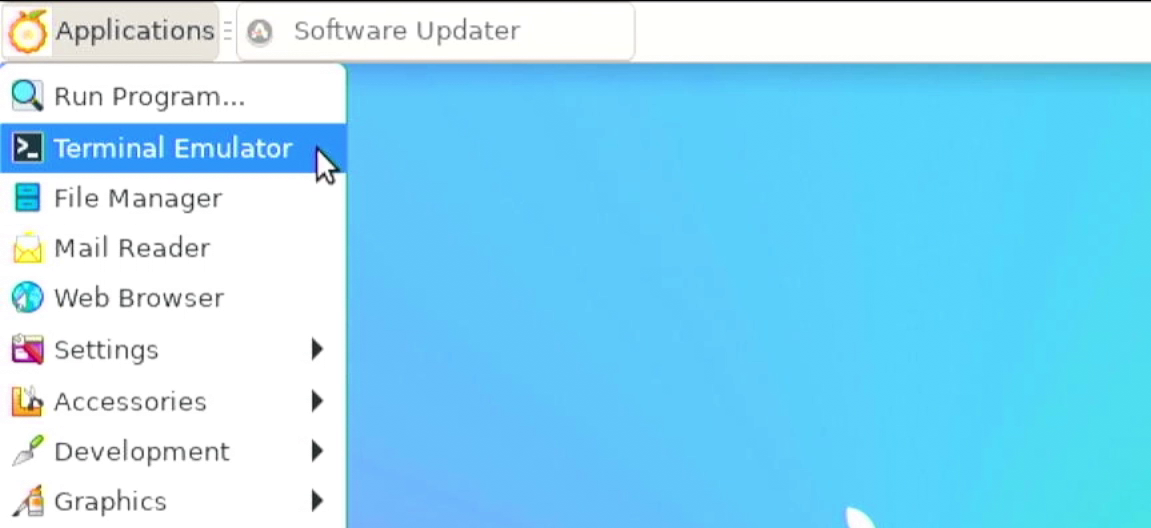 Applications
Software Updater
Run Program...
Terminal Emulator
File Manager
Mail Reader
Web Browser
Settings
Accessories
Development
Graphics